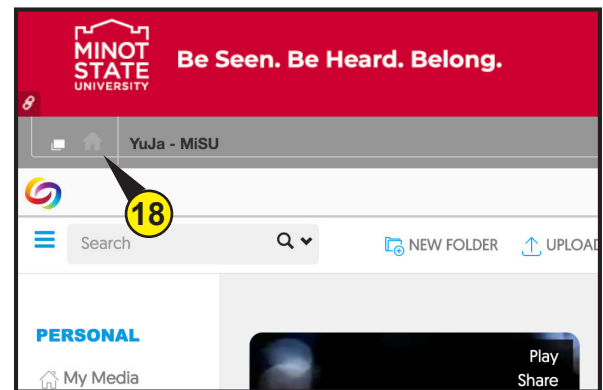 MINOT
STATE
UNIVERSITY
Be Seen. Be Heard. Belong.
YuJa - MiSU
18
Search
NEW FOLDER
UPLOAD
PERSONAL
My Media
Play
Share